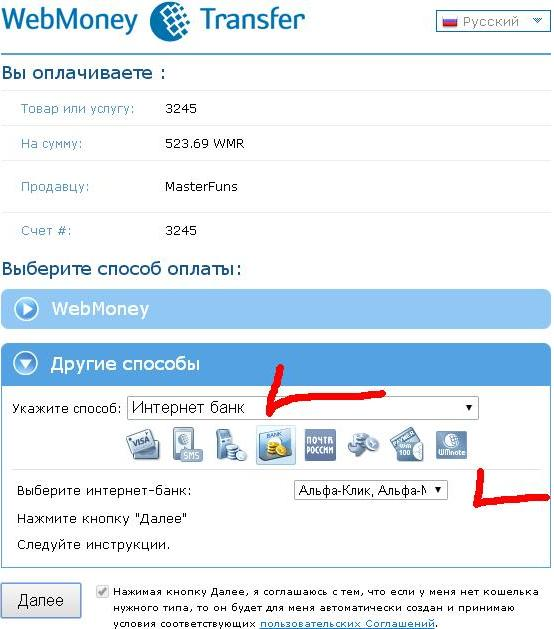 WebMoney Transfer
Русский
Вы оплачиваете :
Товар или услугу: 3245
На сумму: 523.69 WMR
Продавцу: MasterFuns
Счет #: 3245
Выберите способ оплаты:
WebMoney
Другие способы
Укажите способ: Интернет банк
VISA SMS BANK ПОЧТА РОССИИ PAYMER 100 WMnote
Выберите интернет-банк: Альфа-Клик, Альфа-М
Нажмите кнопку "Далее"
Следуйте инструкции.
Далее
Нажимая кнопку Далее, я соглашаюсь с тем, что если у меня нет кошелька
нужного типа, то он будет для меня автоматически создан и принимаю
условия соответствующих пользовательских Соглашений.